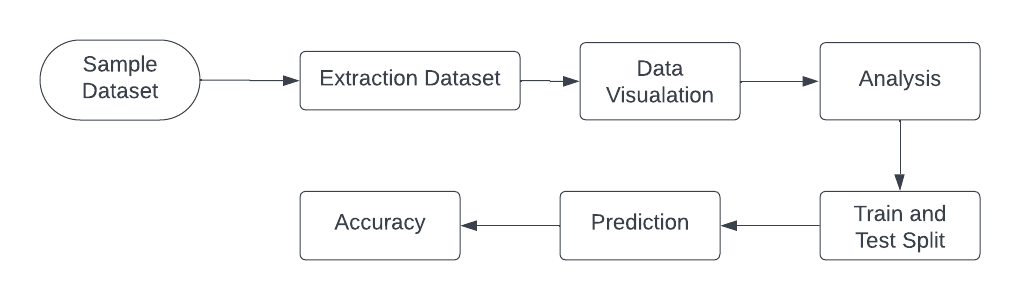 Sample
Dataset
Extraction Dataset
Data
Visualation
Analysis
Train and
Test Split
Prediction
Accuracy